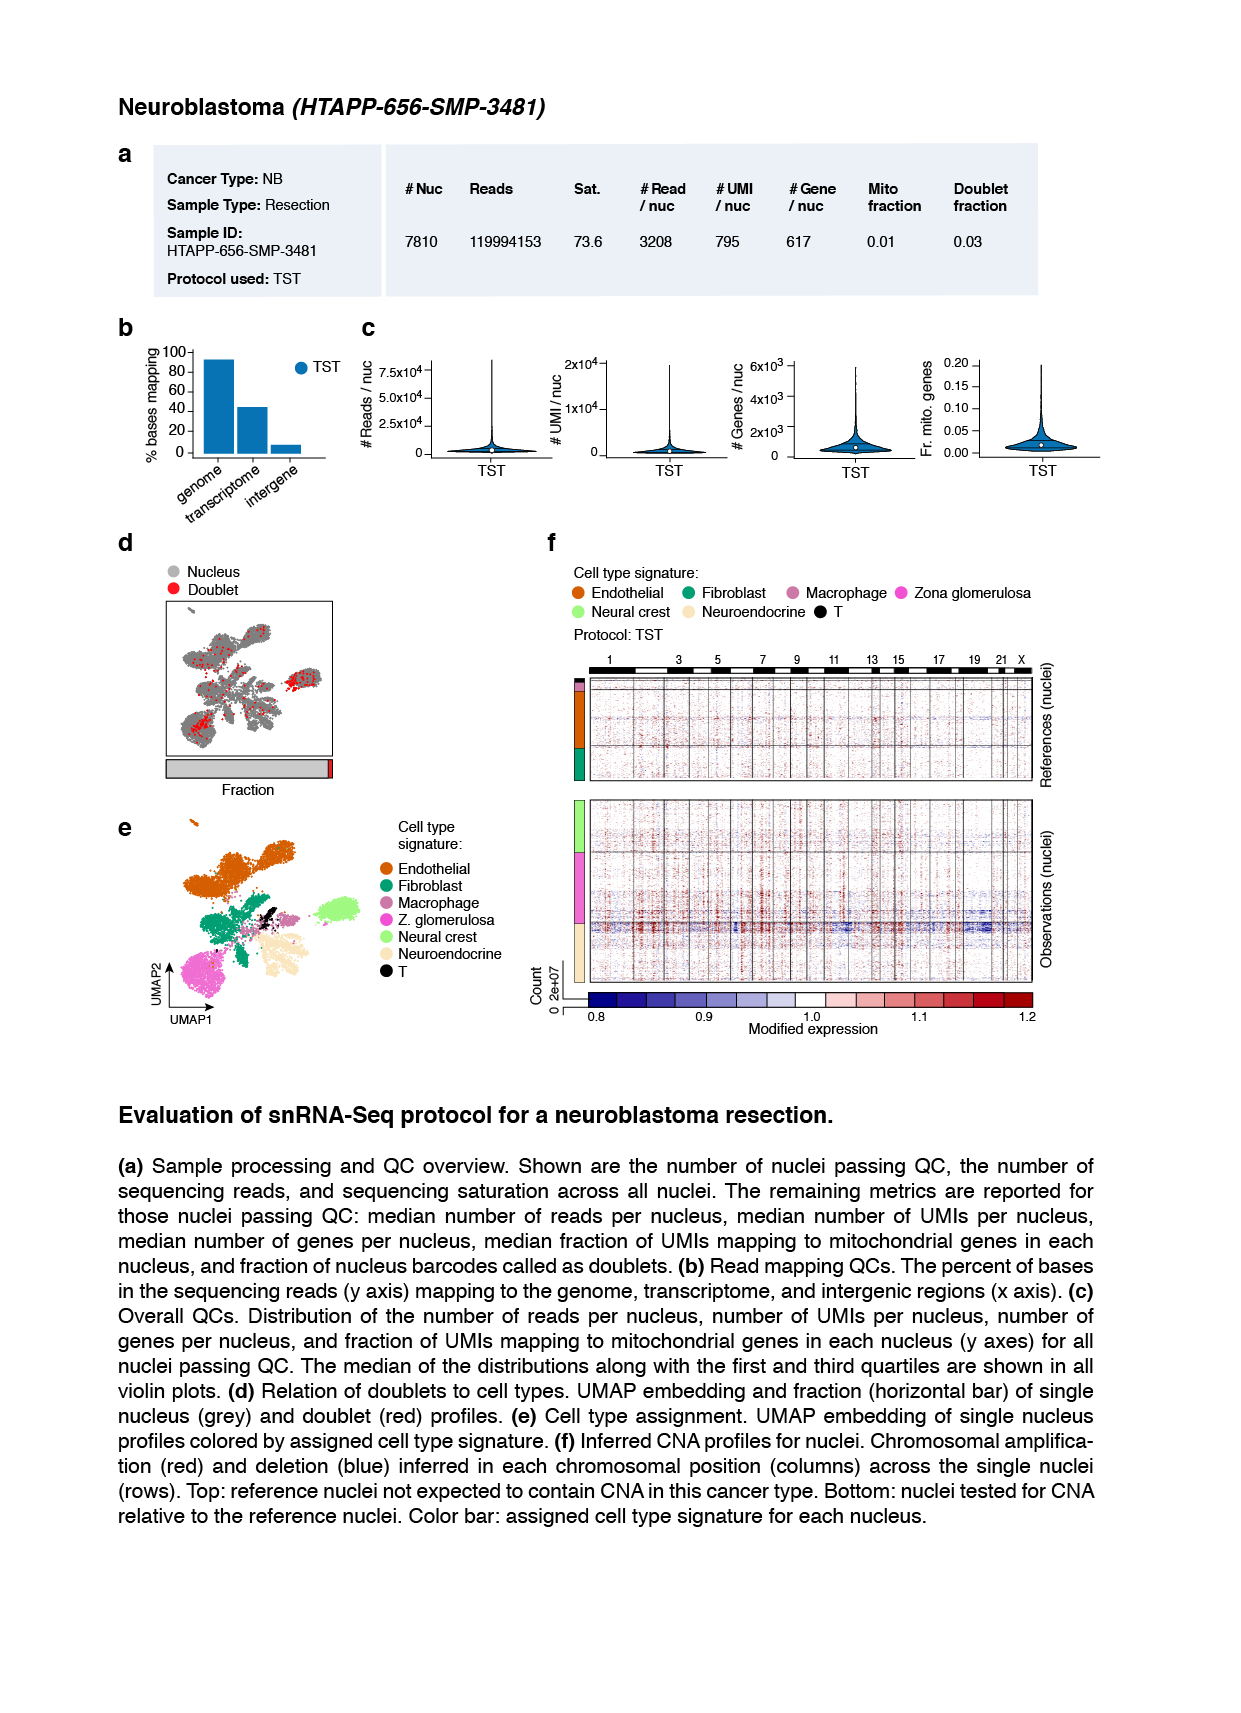 Neuroblastoma (HTAPP-656-SMP-3481)
a
Cancer Type: NB
Sample Type: Resection
Sample ID:
HTAPP-656-SMP-3481
Protocol used: TST
# Nuc Reads Sat. # Read / nuc # UMI / nuc # Gene / nuc Mito fraction Doublet fraction
7810 119994153 73.6 3208 795 617 0.01 0.03
b
% bases mapping
100
80
60
40
20
0
genome
transcriptome
intergene
TST
c
# Reads / nuc
7.5x10⁴
5.0x10⁴
2.5x10⁴
0
TST
# UMI / nuc
2x10⁴
1x10⁴
0
TST
# Genes / nuc
6x10³
4x10³
2x10³
0
TST
Fr. mito. genes
0.20
0.15
0.10
0.05
0.00
TST
d
Nucleus
Doublet
Fraction
e
Cell type
signature:
Endothelial
Fibroblast
Macrophage
Z. glomerulosa
Neural crest
Neuroendocrine
T
UMAP2
UMAP1
f
Cell type signature:
Endothelial Fibroblast Macrophage Zona glomerulosa
Neural crest Neuroendocrine T
Protocol: TST
1 3 5 7 9 11 13 15 17 19 21 X
References (nuclei)
Observations (nuclei)
Count
0 2e+07
0.8 0.9 1.0 1.1 1.2
Modified expression
Evaluation of snRNA-Seq protocol for a neuroblastoma resection.
(a) Sample processing and QC overview. Shown are the number of nuclei passing QC, the number of
sequencing reads, and sequencing saturation across all nuclei. The remaining metrics are reported for
those nuclei passing QC: median number of reads per nucleus, median number of UMIs per nucleus,
median number of genes per nucleus, median fraction of UMIs mapping to mitochondrial genes in each
nucleus, and fraction of nucleus barcodes called as doublets. (b) Read mapping QCs. The percent of bases
in the sequencing reads (y axis) mapping to the genome, transcriptome, and intergenic regions (x axis). (c)
Overall QCs. Distribution of the number of reads per nucleus, number of UMIs per nucleus, number of
genes per nucleus, and fraction of UMIs mapping to mitochondrial genes in each nucleus (y axes) for all
nuclei passing QC. The median of the distributions along with the first and third quartiles are shown in all
violin plots. (d) Relation of doublets to cell types. UMAP embedding and fraction (horizontal bar) of single
nucleus (grey) and doublet (red) profiles. (e) Cell type assignment. UMAP embedding of single nucleus
profiles colored by assigned cell type signature. (f) Inferred CNA profiles for nuclei. Chromosomal amplifica-
tion (red) and deletion (blue) inferred in each chromosomal position (columns) across the single nuclei
(rows). Top: reference nuclei not expected to contain CNA in this cancer type. Bottom: nuclei tested for CNA
relative to the reference nuclei. Color bar: assigned cell type signature for each nucleus.